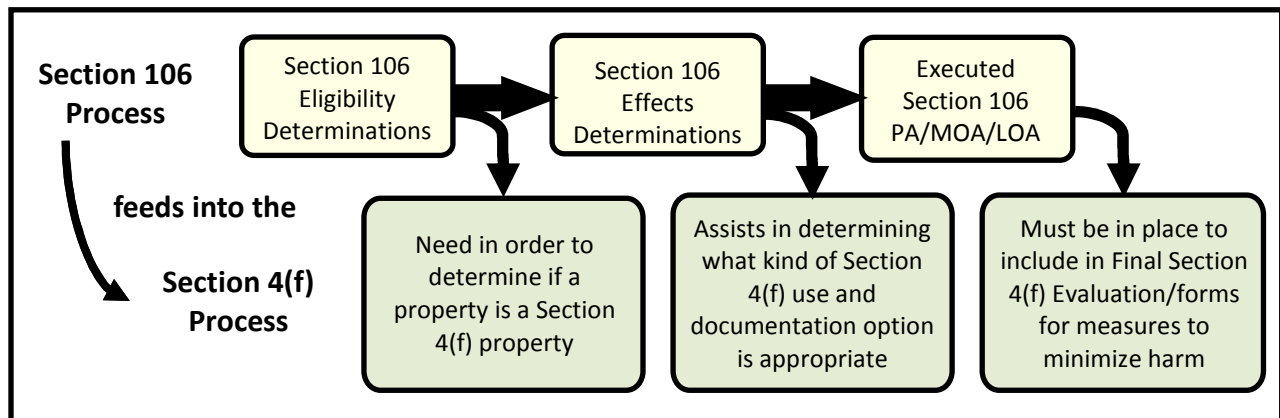 Section 106
Process
feeds into the
Section 4(f)
Process
Section 106
Eligibility
Determinations
Section 106
Effects
Determinations
Executed
Section 106
PA/MOA/LOA
Need in order to
determine if a
property is a Section
4(f) property
Assists in determining
what kind of Section
4(f) use and
documentation option
is appropriate
Must be in place to
include in Final Section
4(f) Evaluation/forms
for measures to
minimize harm